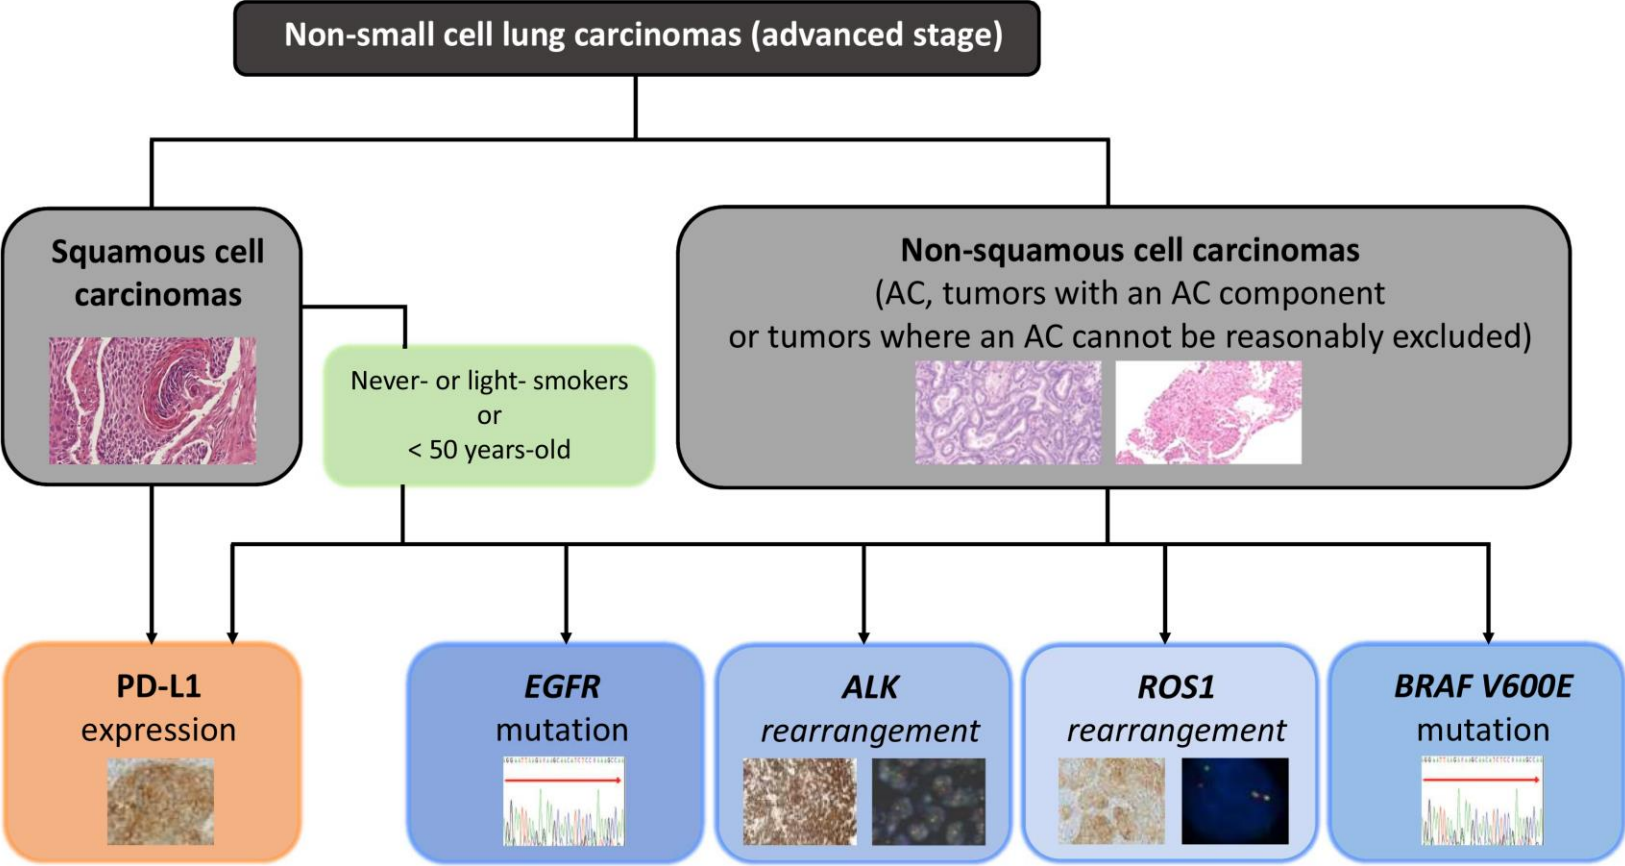 Non-small cell lung carcinomas (advanced stage)
Squamous cell
carcinomas
Non-squamous cell carcinomas
(AC, tumors with an AC component
or tumors where an AC cannot be reasonably excluded)
Never- or light- smokers
or
< 50 years-old
PD-L1
expression
EGFR
mutation
ALK
rearrangement
ROS1
rearrangement
BRAF V600E
mutation